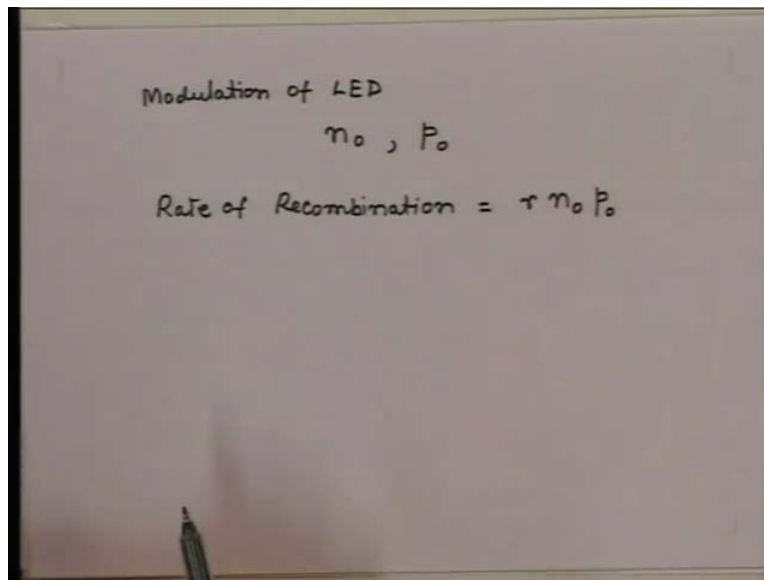 Modulation of LED
n₀ , p₀
Rate of Recombination = r n₀ p₀